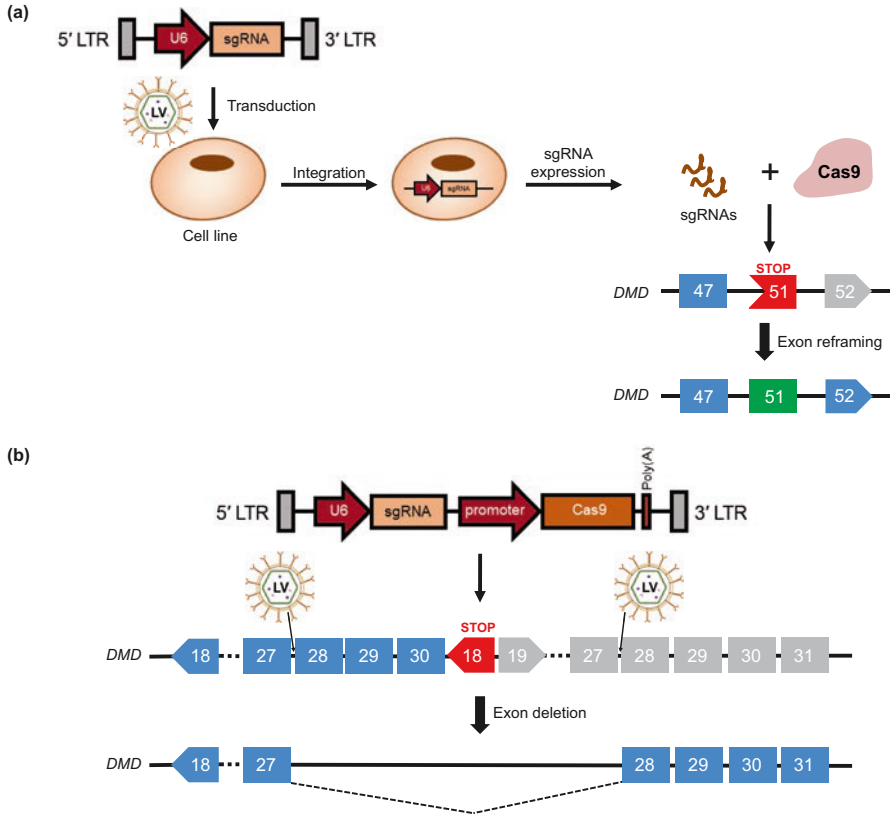 (a)
5′ LTR U6 sgRNA 3′ LTR
LV
Transduction
Integration
U6 sgRNA
sgRNA
expression
Cas9
sgRNAs
Cell line
STOP
DMD 47 51 52
Exon reframing
DMD 47 51 52
(b)
Poly(A)
5′ LTR U6 sgRNA promoter Cas9 3′ LTR
LV LV
STOP
DMD 18 27 28 29 30 18 19 27 28 29 30 31
Exon deletion
DMD 18 27 28 29 30 31